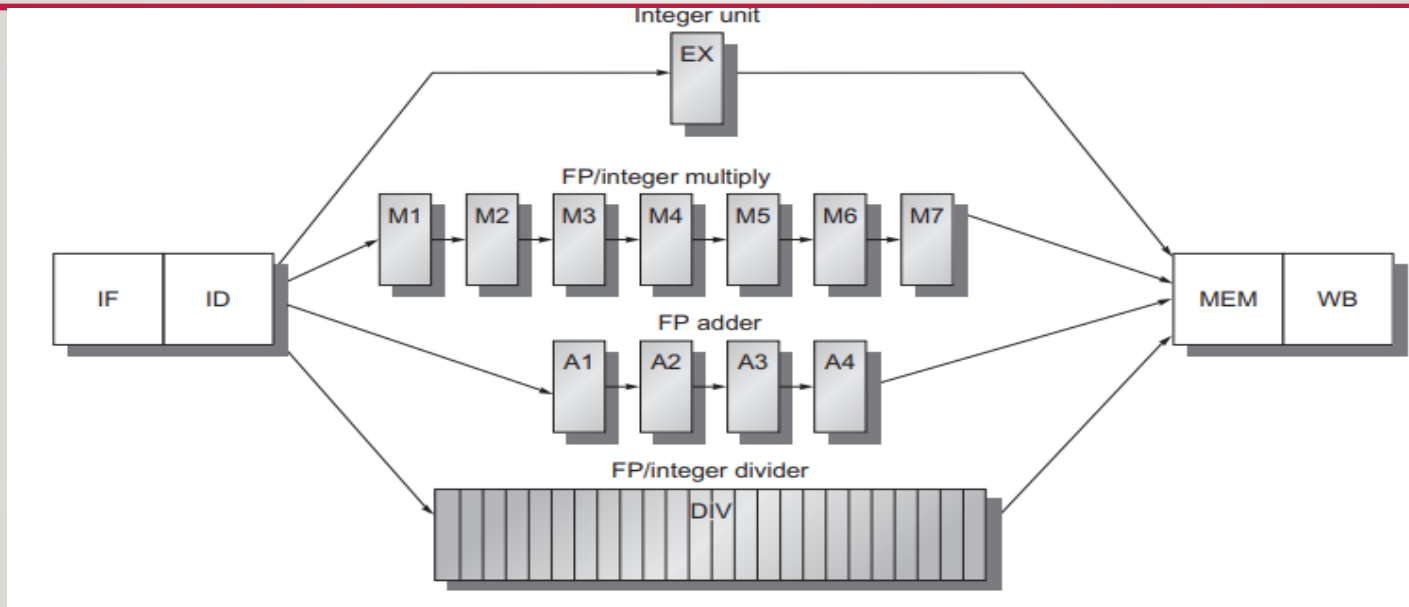 Integer unit
EX
FP/integer multiply
M1 M2 M3 M4 M5 M6 M7
IF ID
MEM WB
FP adder
A1 A2 A3 A4
FP/integer divider
DIV